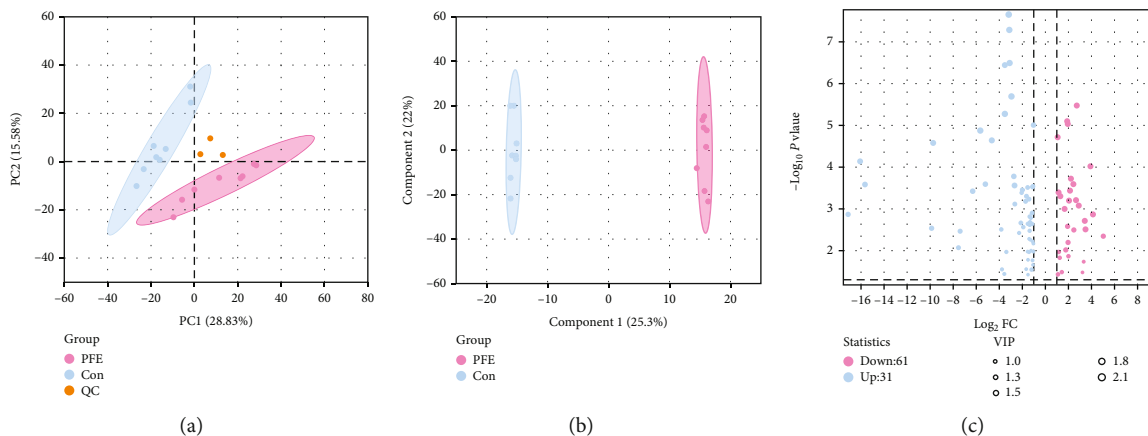 60
40
20
0
−20
−40
PC2 (15.58%)
−60 −40 −20 0 20 40 60 80
PC1 (28.83%)
Group
PFE
Con
QC
(a)
60
40
20
0
−20
−40
−60
Component 2 (22%)
−20 −10 0 10 20
Component 1 (25.3%)
Group
PFE
Con
(b)
7
6
5
4
3
2
−Log10 P vlaue
−16 −14 −12 −10 −8 −6 −4 −2 0 2 4 6 8
Log2 FC
Statistics
Down:61
Up:31
VIP
1.0
1.3
1.5
1.8
2.1
(c)